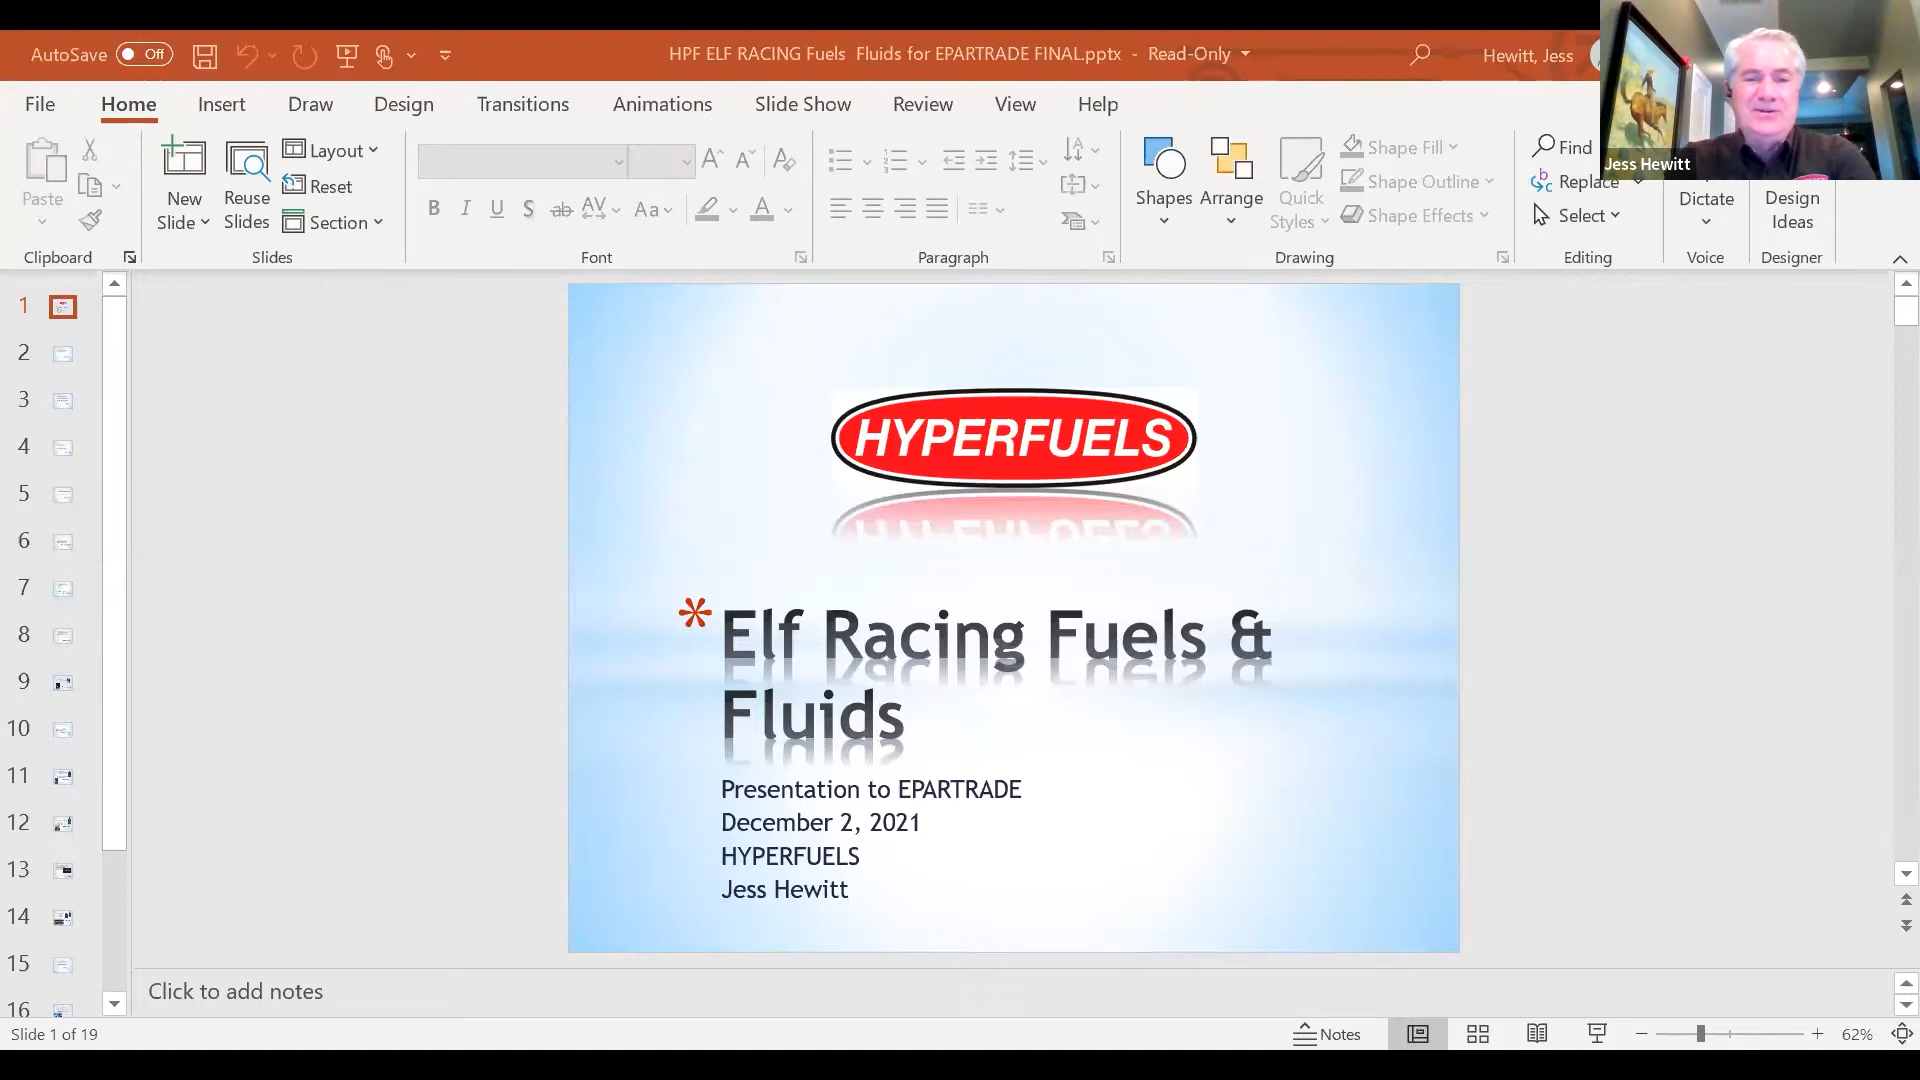 AutoSave Off HPF ELF RACING Fuels Fluids for EPARTRADE FINAL.pptx - Read-Only Hewitt, Jess
File Home Insert Draw Design Transitions Animations Slide Show Review View Help
Jess Hewitt
Paste
New Slide
Reuse Slides
Layout
Reset
Section
B I U S ab AV Aa A
Shapes
Arrange
Quick Styles
Shape Fill
Shape Outline
Shape Effects
Find
Replace
Select
Dictate
Design Ideas
Clipboard Slides Font Paragraph Drawing Editing Voice Designer
1
2
3
4
5
6
7
8
9
10
11
12
13
14
15
16
HYPERFUELS
* Elf Racing Fuels &
Fluids
Presentation to EPARTRADE
December 2, 2021
HYPERFUELS
Jess Hewitt
Click to add notes
Slide 1 of 19 Notes 62%